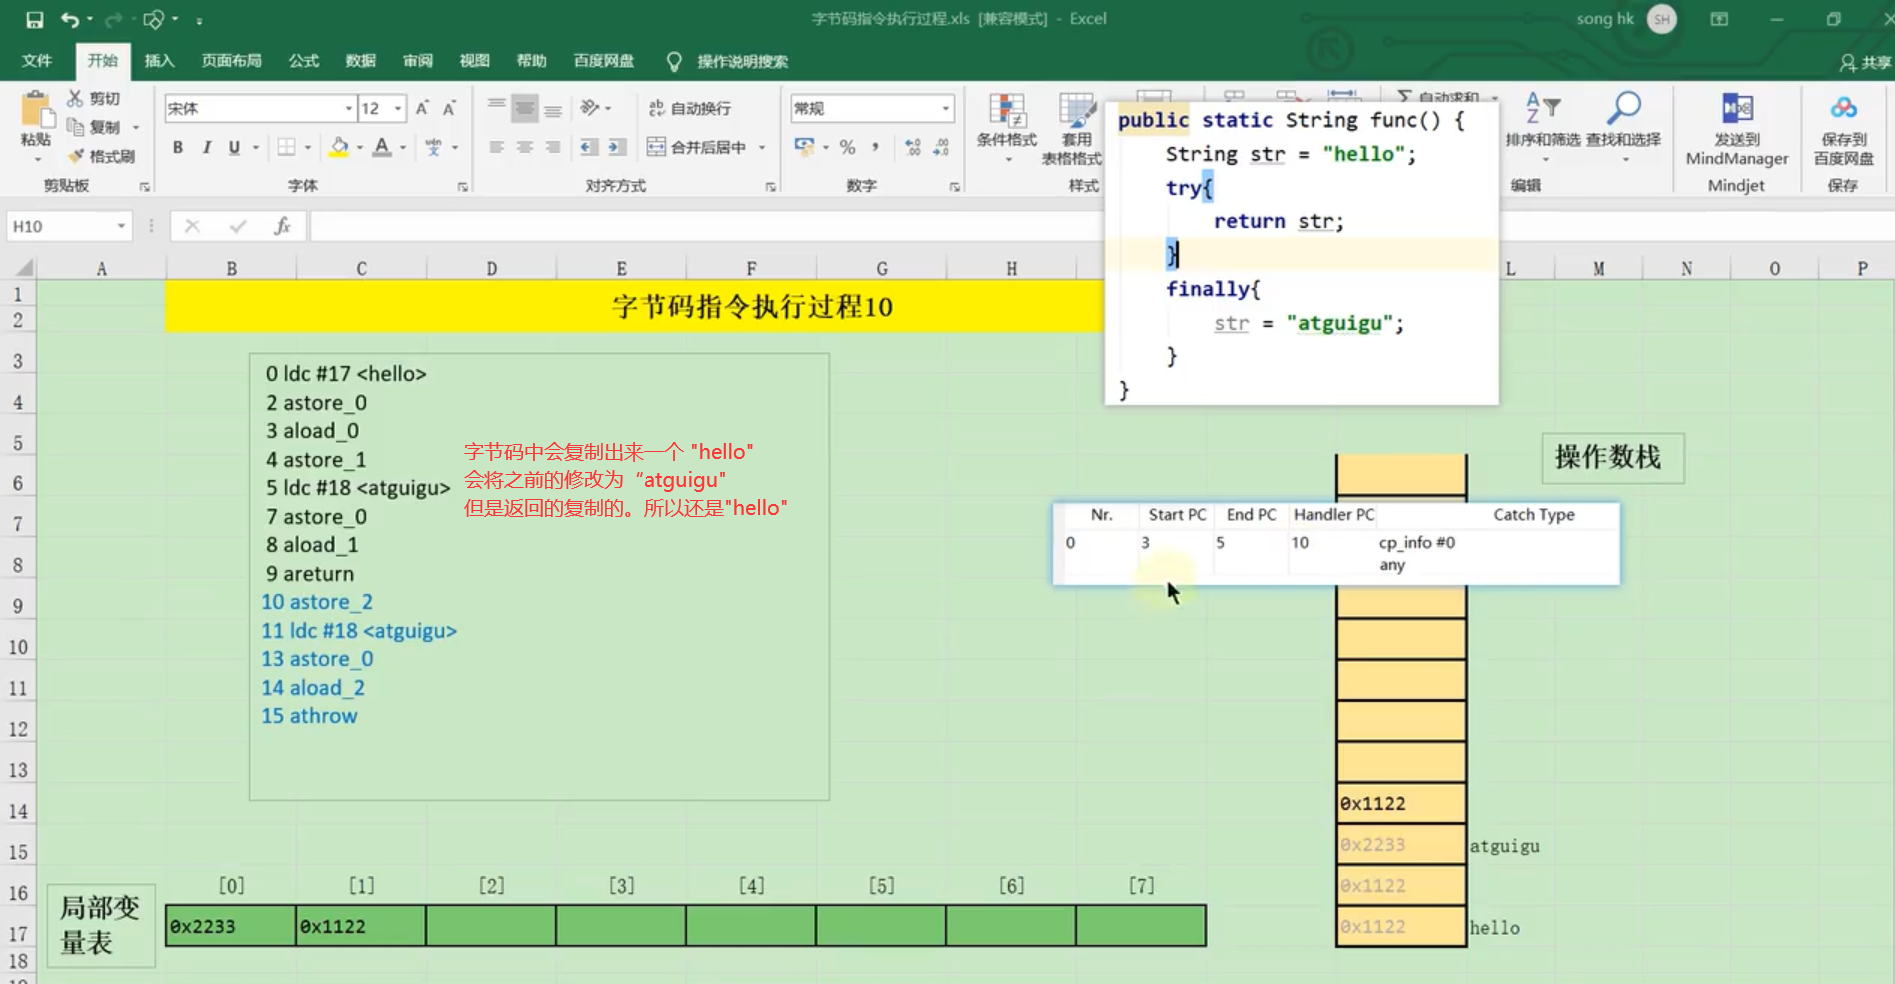 字节码指令执行过程.xls [兼容模式] - Excel
song hk
SH
文件 开始 插入 页面布局 公式 数据 审阅 视图 帮助 百度网盘 操作说明搜索
共享
剪切
复制
格式刷
粘贴
剪贴板
宋体 12
B I U A
字体
自动换行
合并后居中
对齐方式
常规
%
数字
条件格式
套用
表格格式
样式
自动求和
排序和筛选 查找和选择
编辑
发送到
MindManager
Mindjet
保存到
百度网盘
保存
H10
fx
A B C D E F G H L M N O P
1
2
3
4
5
6
7
8
9
10
11
12
13
14
15
16
17
18
字节码指令执行过程10
public static String func() {
String str = "hello";
try{
return str;
}
finally{
str = "atguigu";
}
}
0 ldc #17 <hello>
2 astore_0
3 aload_0
4 astore_1
5 ldc #18 <atguigu>
7 astore_0
8 aload_1
9 areturn
10 astore_2
11 ldc #18 <atguigu>
13 astore_0
14 aload_2
15 athrow
字节码中会复制出来一个 "hello"
会将之前的修改为“atguigu"
但是返回的复制的。所以还是"hello"
操作数栈
Nr. Start PC End PC Handler PC Catch Type
0 3 5 10 cp_info #0
any
0x1122
0x2233 atguigu
0x1122
0x1122 hello
局部变
量表
[0] [1] [2] [3] [4] [5] [6] [7]
0x2233 0x1122